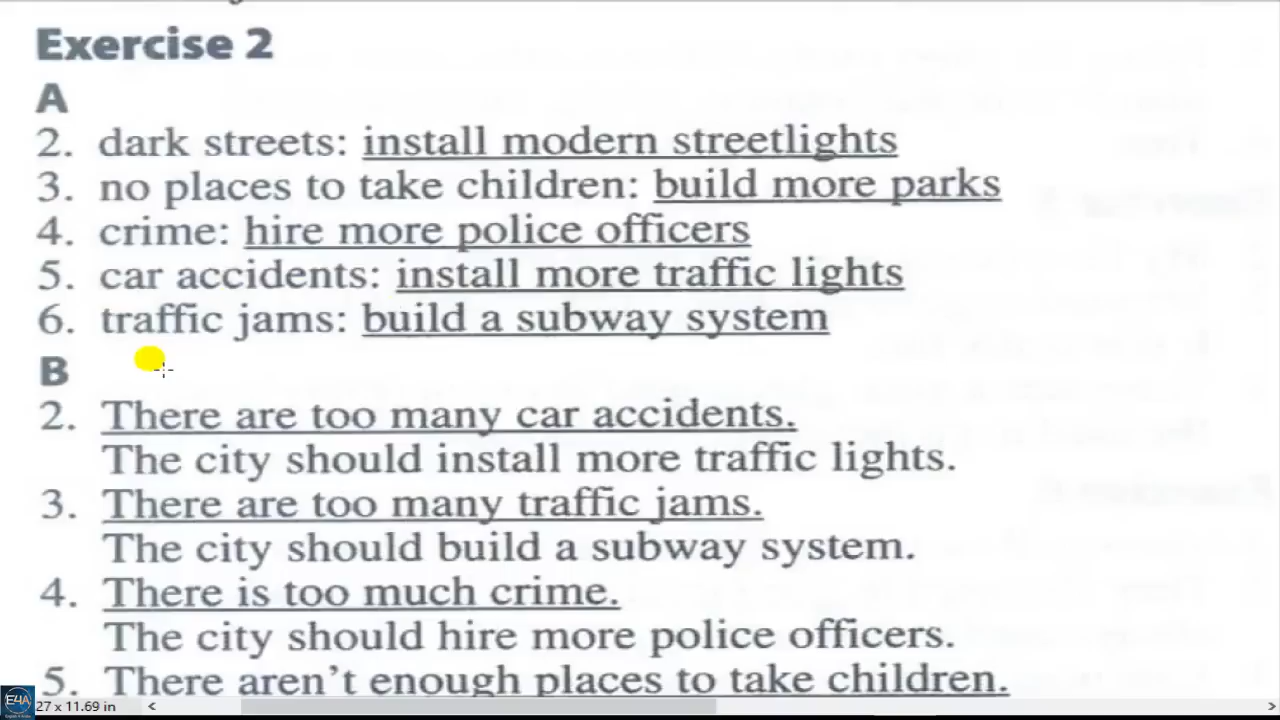 Exercise 2
A
2. dark streets: install modern streetlights
3. no places to take children: build more parks
4. crime: hire more police officers
5. car accidents: install more traffic lights
6. traffic jams: build a subway system
B
2. There are too many car accidents.
The city should install more traffic lights.
3. There are too many traffic jams.
The city should build a subway system.
4. There is too much crime.
The city should hire more police officers.
5. There aren't enough places to take children.
E4A
27 x 11.69 in